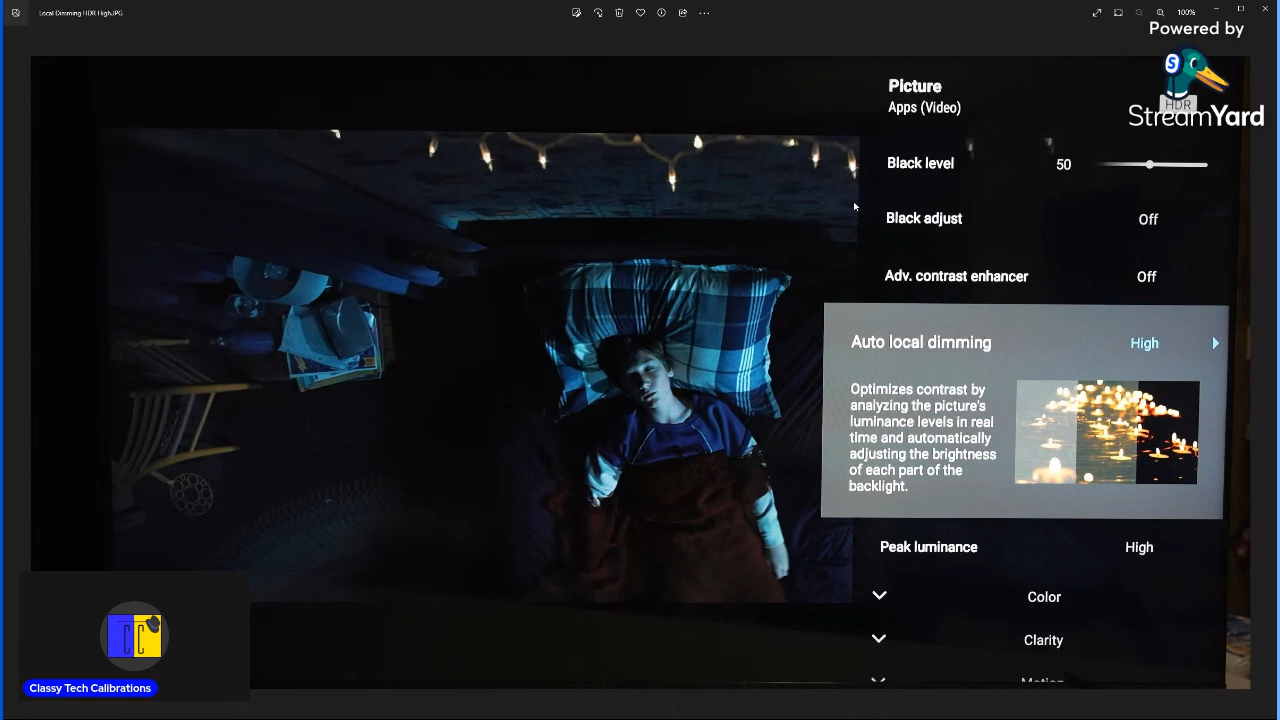 Local Dimming HDR High.JPG
100%
Powered by
StreamYard
HDR
Picture
Apps (Video)
Black level 50
Black adjust Off
Adv. contrast enhancer Off
Auto local dimming High
Optimizes contrast by
analyzing the picture's
luminance levels in real
time and automatically
adjusting the brightness
of each part of the
backlight.
Peak luminance High
Color
Clarity
Motion
Classy Tech Calibrations